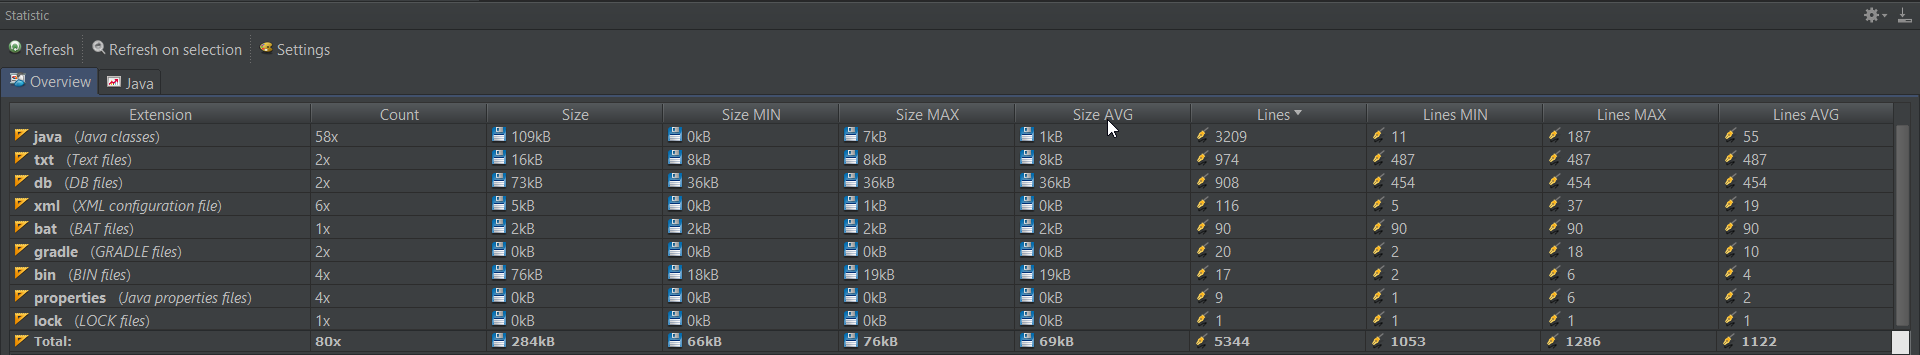 Statistic
Refresh Refresh on selection Settings
Overview Java
Extension Count Size Size MIN Size MAX Size AVG Lines Lines MIN Lines MAX Lines AVG
java (Java classes) 58x 109kB 0kB 7kB 1kB 3209 11 187 55
txt (Text files) 2x 16kB 8kB 8kB 8kB 974 487 487 487
db (DB files) 2x 73kB 36kB 36kB 36kB 908 454 454 454
xml (XML configuration file) 6x 5kB 0kB 1kB 0kB 116 5 37 19
bat (BAT files) 1x 2kB 2kB 2kB 2kB 90 90 90 90
gradle (GRADLE files) 2x 0kB 0kB 0kB 0kB 20 2 18 10
bin (BIN files) 4x 76kB 18kB 19kB 19kB 17 2 6 4
properties (Java properties files) 4x 0kB 0kB 0kB 0kB 9 1 6 2
lock (LOCK files) 1x 0kB 0kB 0kB 0kB 1 1 1 1
Total: 80x 284kB 66kB 76kB 69kB 5344 1053 1286 1122